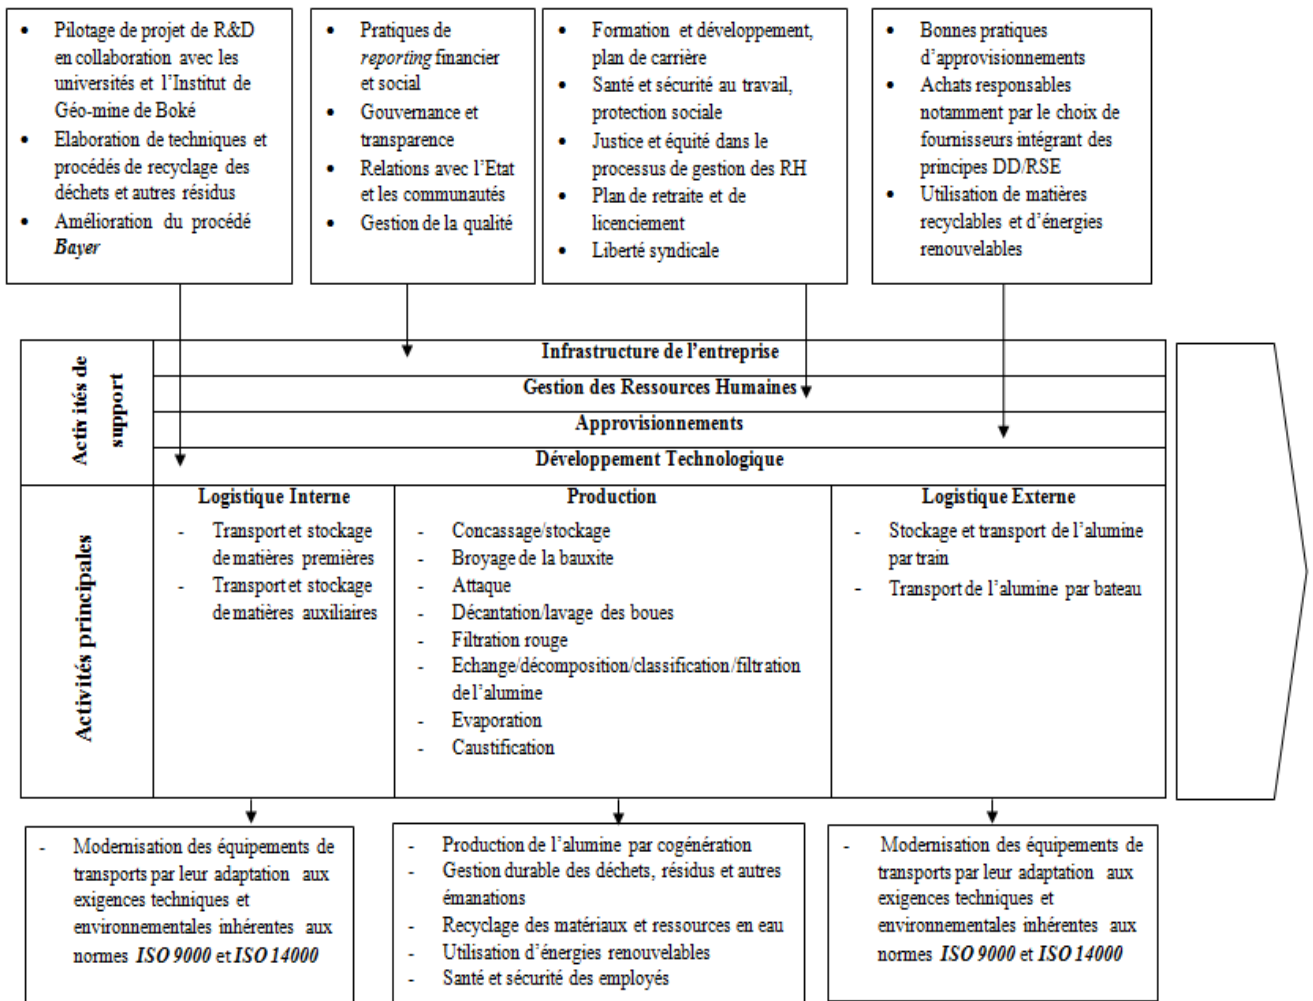 • Pilotage de projet de R&D
en collaboration avec les
universités et l’Institut de
Géo-mine de Boké
• Elaboration de techniques et
procédés de recyclage des
déchets et autres résidus
• Amélioration du procédé
Bayer
• Pratiques de
reporting financier
et social
• Gouvernance et
transparence
• Relations avec l’Etat
et les communautés
• Gestion de la qualité
• Formation et développement,
plan de carrière
• Santé et sécurité au travail,
protection sociale
• Justice et équité dans le
processus de gestion des RH
• Plan de retraite et de
licenciement
• Liberté syndicale
• Bonnes pratiques
d’approvisionnements
• Achats responsables
notamment par le choix de
fournisseurs intégrant des
principes DD/RSE
• Utilisation de matières
recyclables et d’énergies
renouvelables
Activités de
support
Infrastructure de l’entreprise
Gestion des Ressources Humaines
Approvisionnements
Développement Technologique
Activités principales
Logistique Interne
- Transport et stockage
de matières premières
- Transport et stockage
de matières auxiliaires
Production
- Concassage/stockage
- Broyage de la bauxite
- Attaque
- Décantation/lavage des boues
- Filtration rouge
- Echange/décomposition/classification/filtration
de l’alumine
- Evaporation
- Caustification
Logistique Externe
- Stockage et transport de l’alumine
par train
- Transport de l’alumine par bateau
- Modernisation des équipements de
transports par leur adaptation aux
exigences techniques et
environnementales inhérentes aux
normes ISO 9000 et ISO 14000
- Production de l’alumine par cogénération
- Gestion durable des déchets, résidus et autres
émanations
- Recyclage des matériaux et ressources en eau
- Utilisation d’énergies renouvelables
- Santé et sécurité des employés
- Modernisation des équipements de
transports par leur adaptation aux
exigences techniques et
environnementales inhérentes aux
normes ISO 9000 et ISO 14000